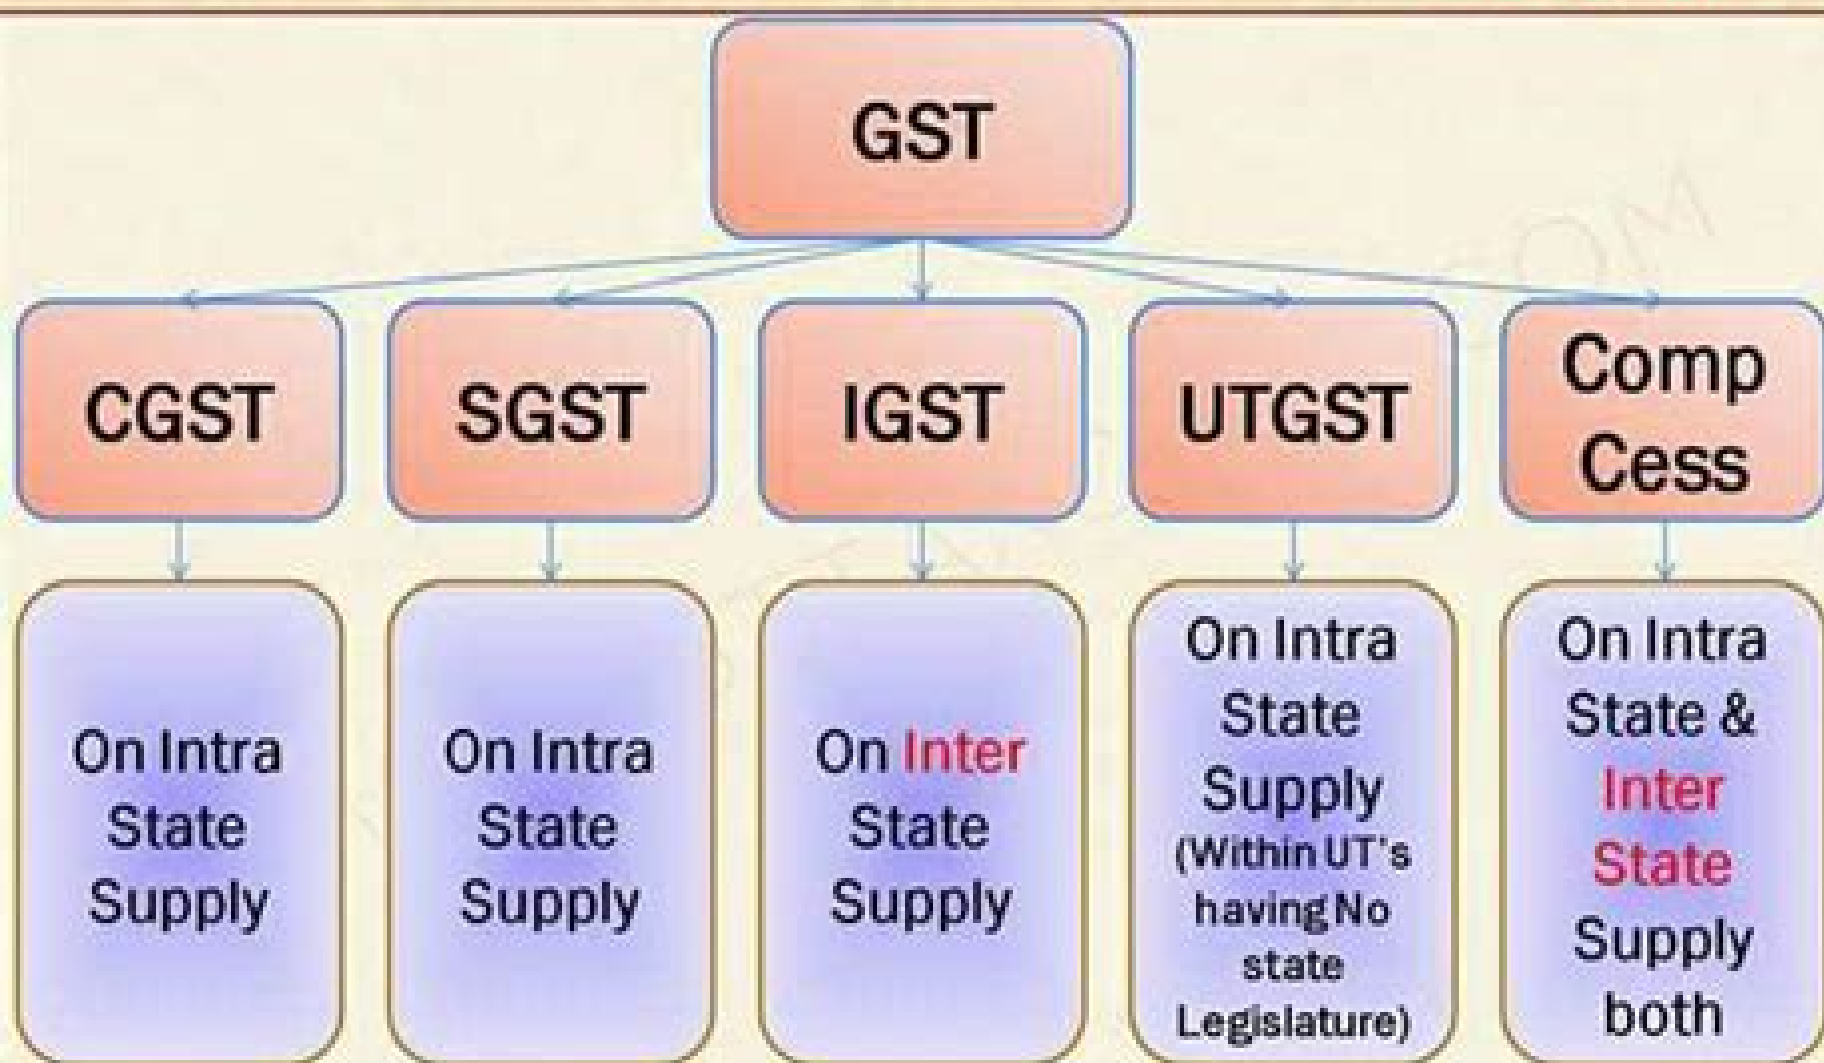 GST
CGST
SGST
IGST
UTGST
Comp
Cess
On Intra
State
Supply
On Intra
State
Supply
On Inter
State
Supply
On Intra
State
Supply
(Within UT's
having No
state
Legislature)
On Intra
State &
Inter
State
Supply
both